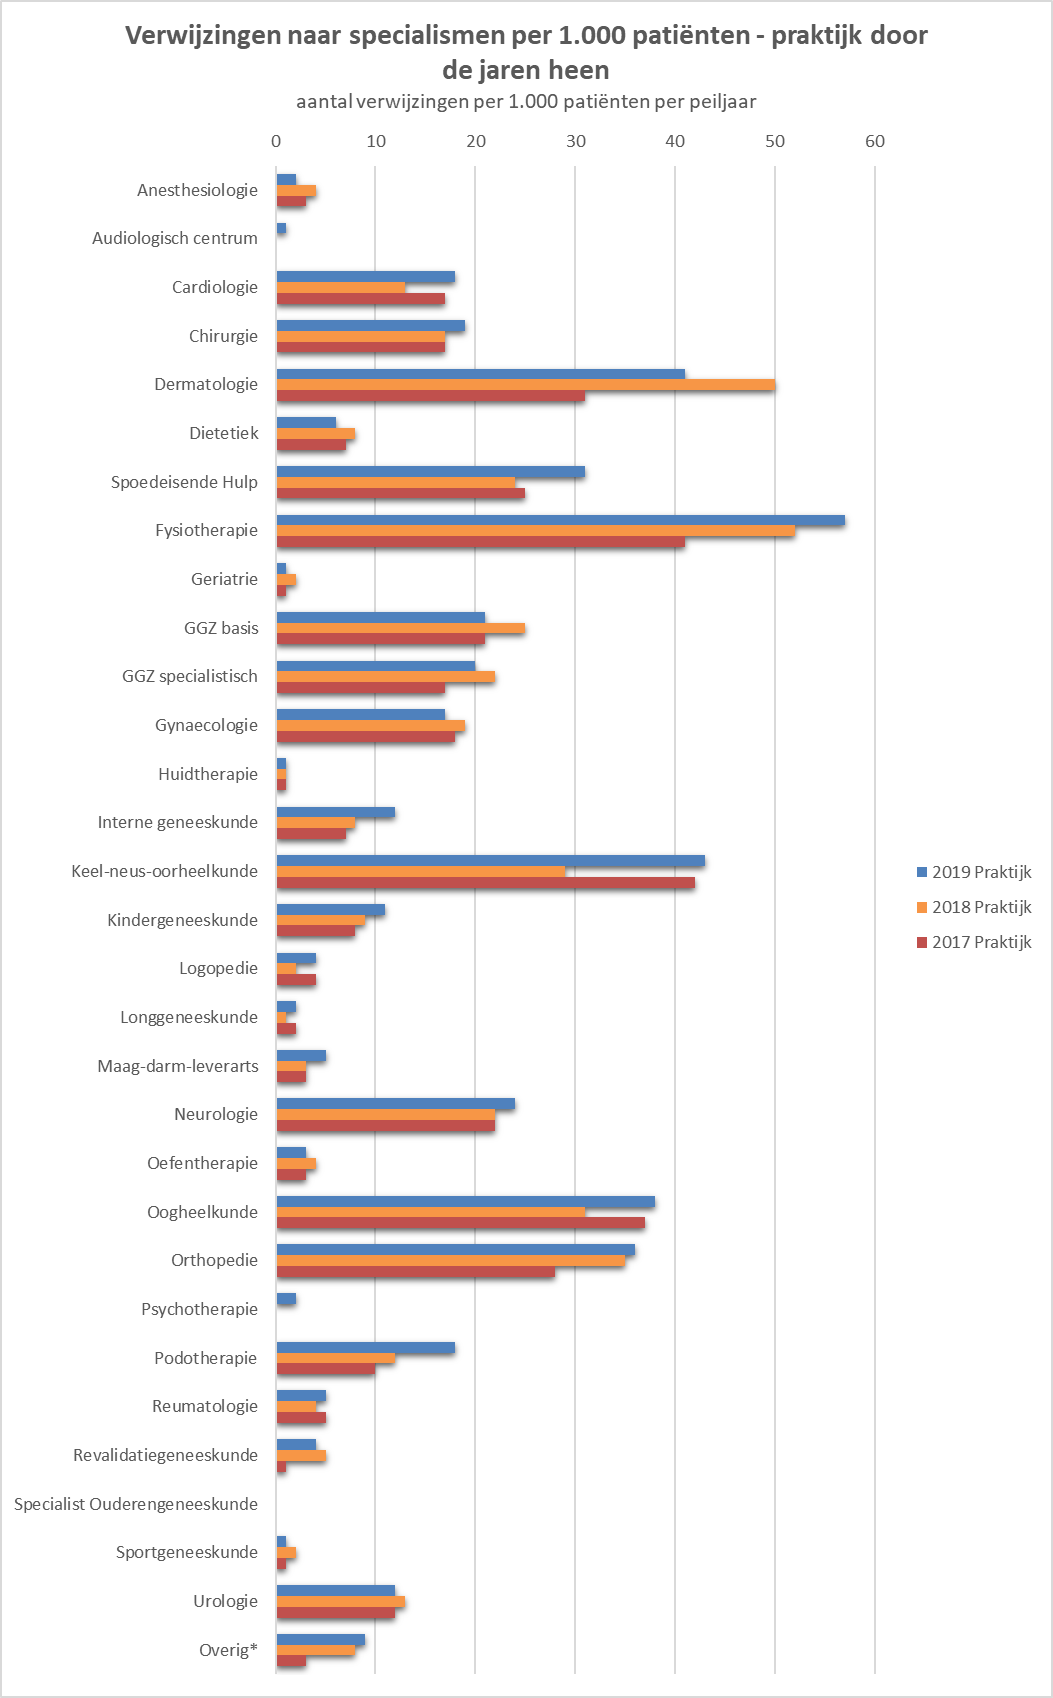 Verwijzingen naar specialismen per 1.000 patiënten - praktijk door
de jaren heen
aantal verwijzingen per 1.000 patiënten per peiljaar
0 10 20 30 40 50 60
Anesthesiologie
Audiologisch centrum
Cardiologie
Chirurgie
Dermatologie
Dietetiek
Spoedeisende Hulp
Fysiotherapie
Geriatrie
GGZ basis
GGZ specialistisch
Gynaecologie
Huidtherapie
Interne geneeskunde
Keel-neus-oorheelkunde
Kindergeneeskunde
Logopedie
Longgeneeskunde
Maag-darm-leverarts
Neurologie
Oefentherapie
Oogheelkunde
Orthopedie
Psychotherapie
Podotherapie
Reumatologie
Revalidatiegeneeskunde
Specialist Ouderengeneeskunde
Sportgeneeskunde
Urologie
Overig*
2019 Praktijk
2018 Praktijk
2017 Praktijk